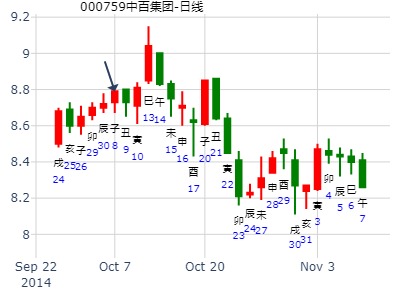 000759中百集团-日线
9.2
9
8.8
8.6
8.4
8.2
8
戌 亥 子 卯 辰 子 丑 寅 巳 午 未 申 酉 子 丑 寅 卯 辰 未 申 酉 戌 亥 寅 卯 辰 巳 午
24 25 26 29 30 8 9 10 13 14 15 16 17 20 21 22 23 24 27 28 29 30 31 3 4 5 6 7
Sep 22 Oct 7 Oct 20 Nov 3
2014